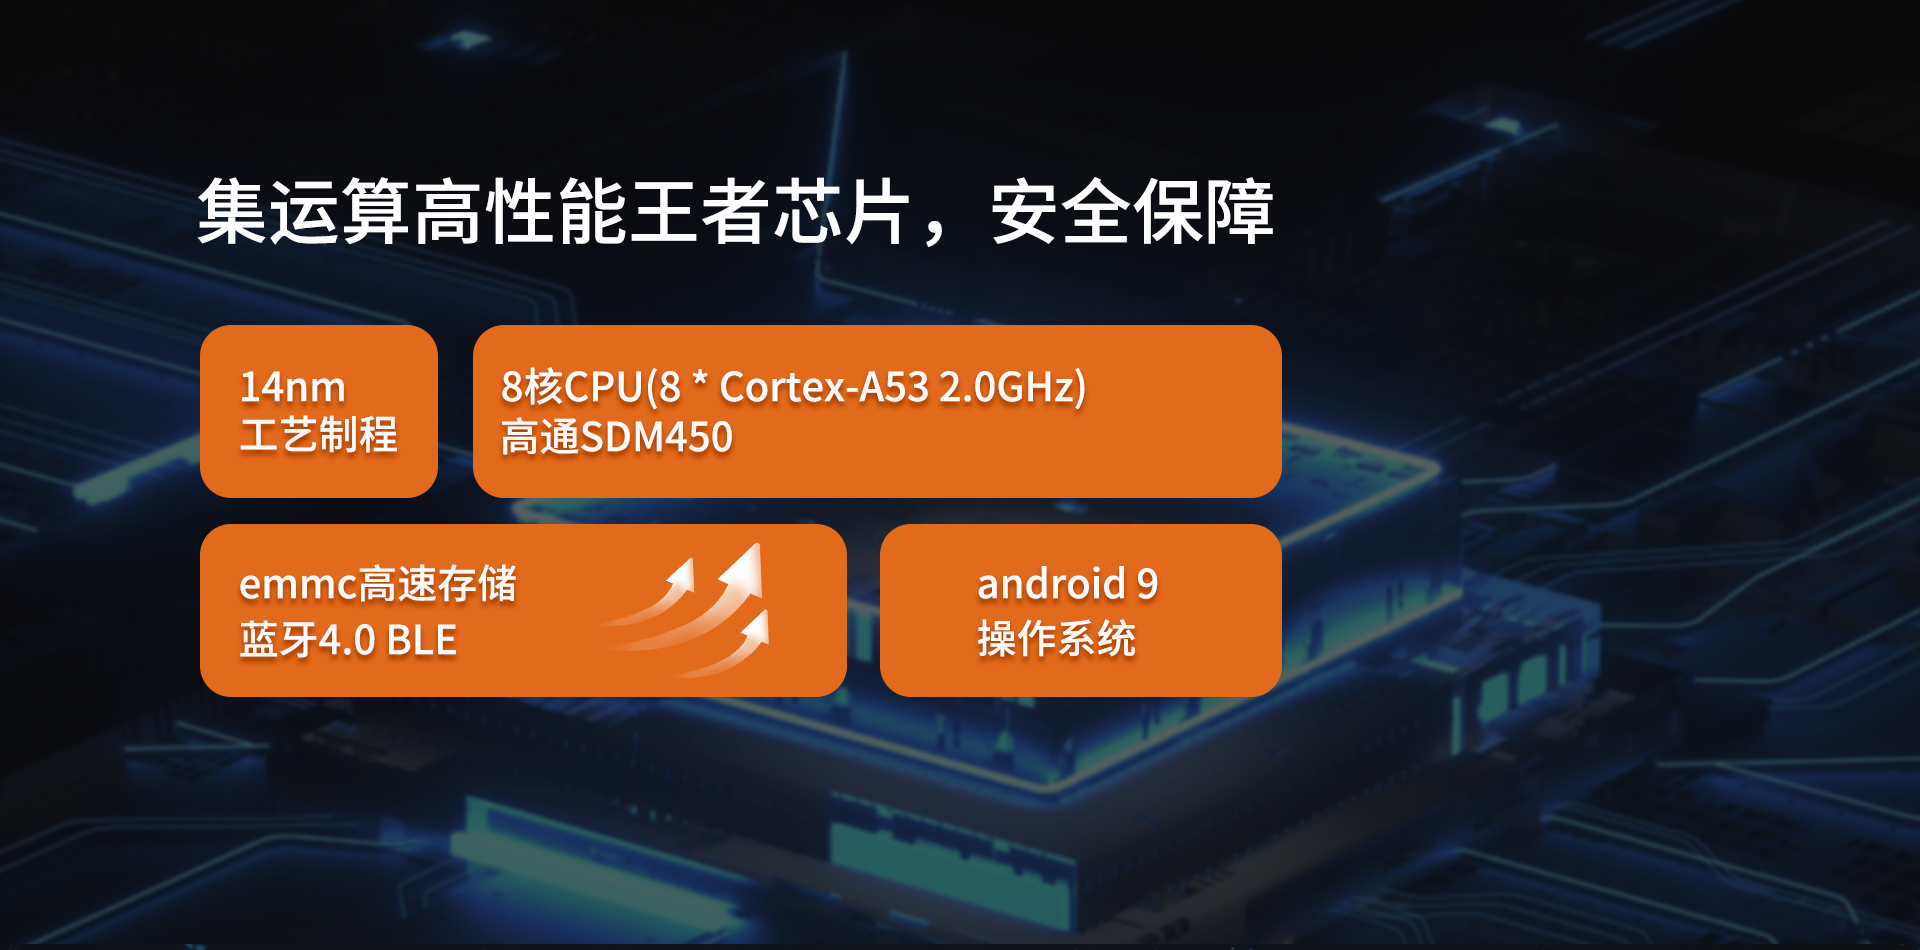 集运算高性能王者芯片，安全保障
14nm
工艺制程
8核CPU(8 * Cortex-A53 2.0GHz)
高通SDM450
emmc高速存储
蓝牙4.0 BLE
android 9
操作系统